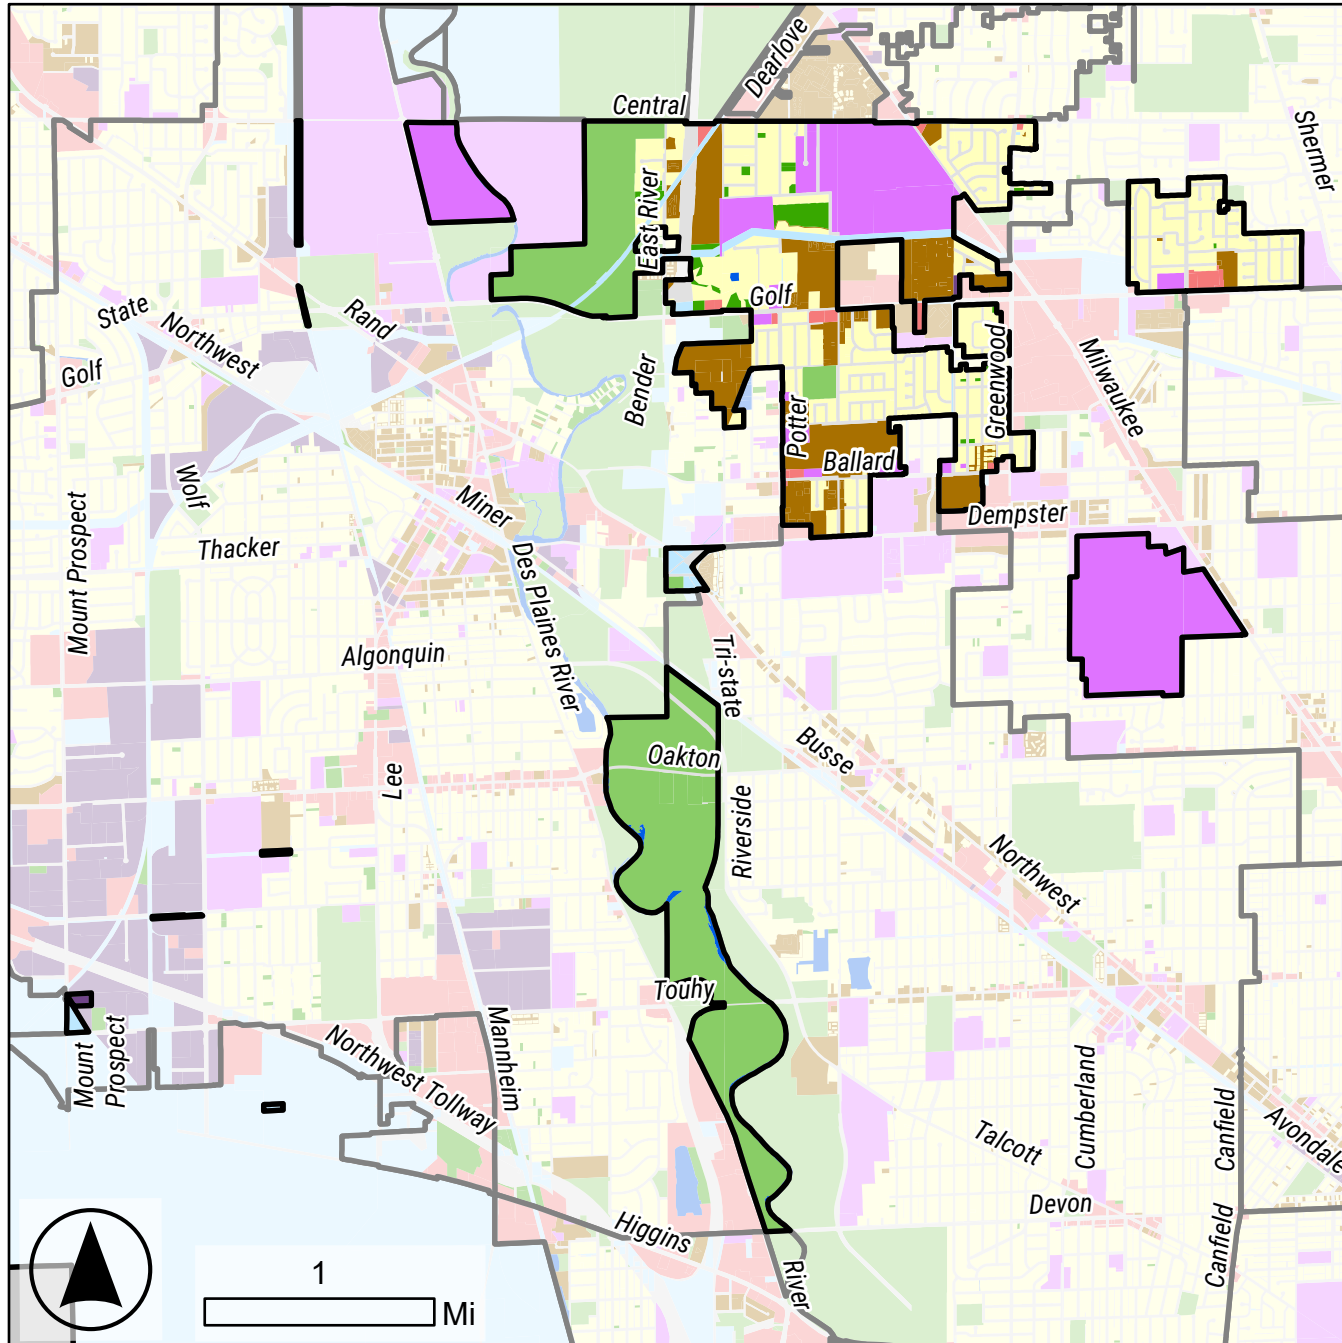 Dearlove
Central
Shermer
East River
State
Northwest
Rand
Golf
Golf
Bender
Greenwood
Milwaukee
Potter
Ballard
Wolf
Miner
Dempster
Mount Prospect
Thacker
Des Plaines River
Algonquin
Tri-state
Oakton
Busse
Lee
Riverside
Northwest
Touhy
Mount
Prospect
Northwest Tollway
Mannheim
Cumberland
Canfield
Avondale
Talcott
Devon
Higgins
Canfield
River
1
Mi